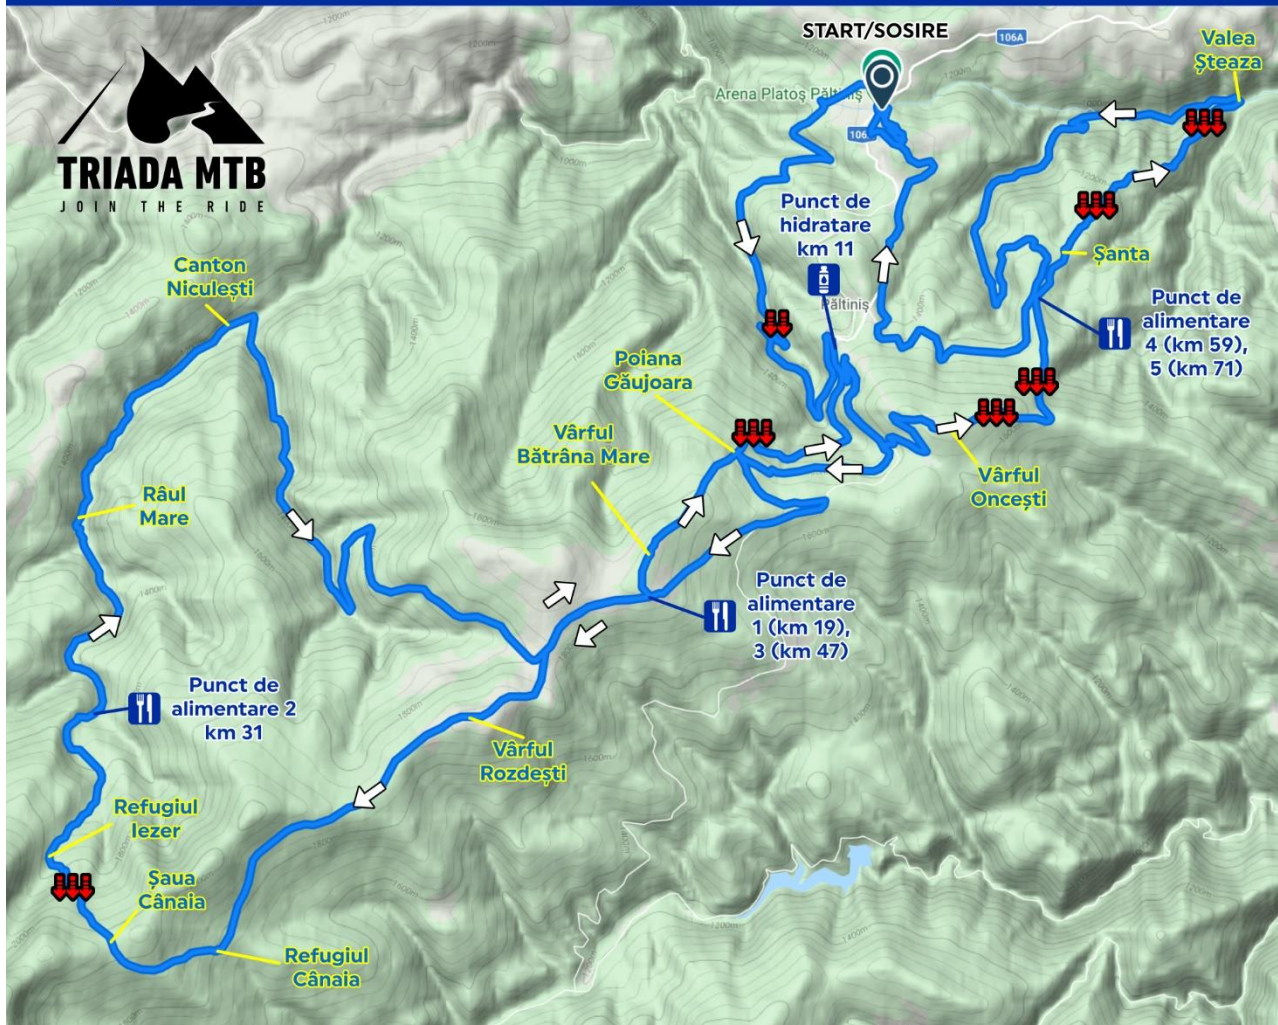 START/SOSIRE
106A
Valea
Șteaza
Arena Platoș Păltiniș
106
TRIADA MTB
JOIN THE RIDE
Punct de
hidratare
km 11
Șanta
Canton
Niculești
Păltiniș
Punct de
alimentare
4 (km 59),
5 (km 71)
Poiana
Găujoara
Vârful
Bătrâna Mare
Vârful
Oncești
Râul
Mare
Punct de
alimentare
1 (km 19),
3 (km 47)
Punct de
alimentare 2
km 31
Vârful
Rozdești
Refugiul
Iezer
Șaua
Cânaia
Refugiul
Cânaia